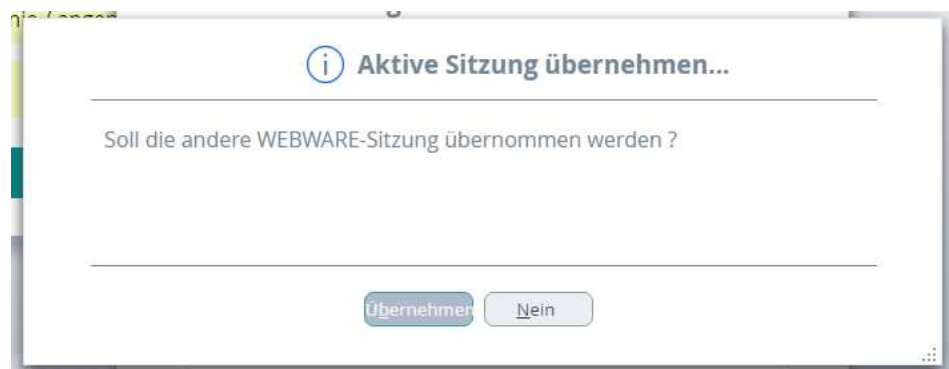 Aktive Sitzung übernehmen...
Soll die andere WEBWARE-Sitzung übernommen werden ?
Übernehmen
Nein